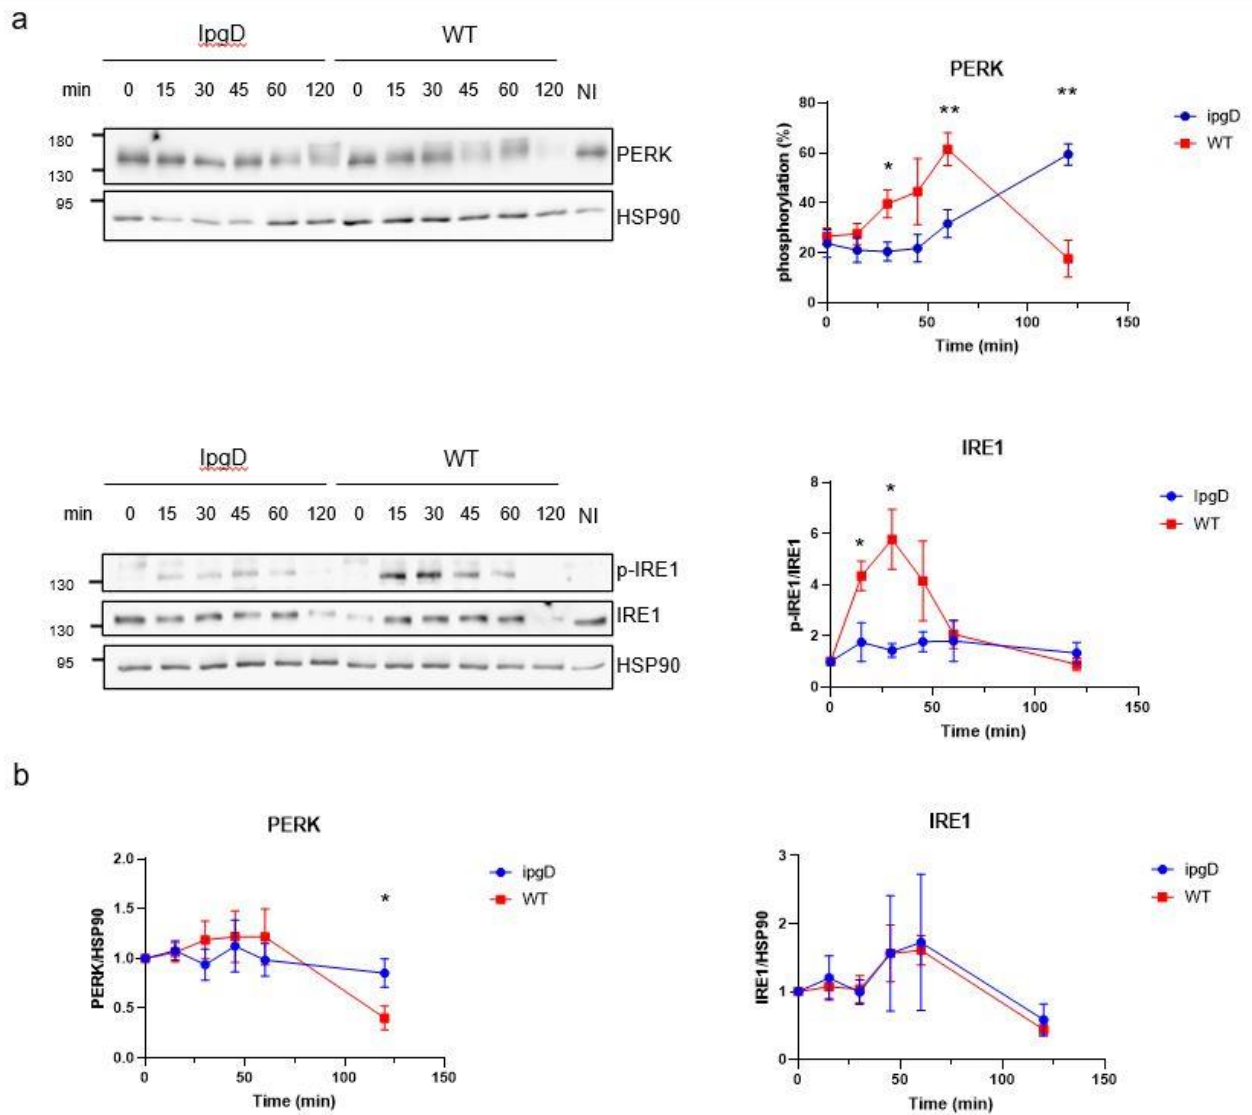 a
IpgD WT
min 0 15 30 45 60 120 0 15 30 45 60 120 NI
180
130
PERK
95
HSP90
PERK
** **
*
80
60
40
20
0
phosphorylation (%)
0 50 100 150
Time (min)
ipgD
WT
IpgD WT
min 0 15 30 45 60 120 0 15 30 45 60 120 NI
130
p-IRE1
130
IRE1
95
HSP90
IRE1
*
*
8
6
4
2
0
p-IRE1/IRE1
0 50 100 150
Time (min)
IpgD
WT
b
PERK
*
2.0
1.5
1.0
0.5
0.0
PERK/HSP90
0 50 100 150
Time (min)
ipgD
WT
IRE1
3
2
1
0
IRE1/HSP90
0 50 100 150
Time (min)
ipgD
WT